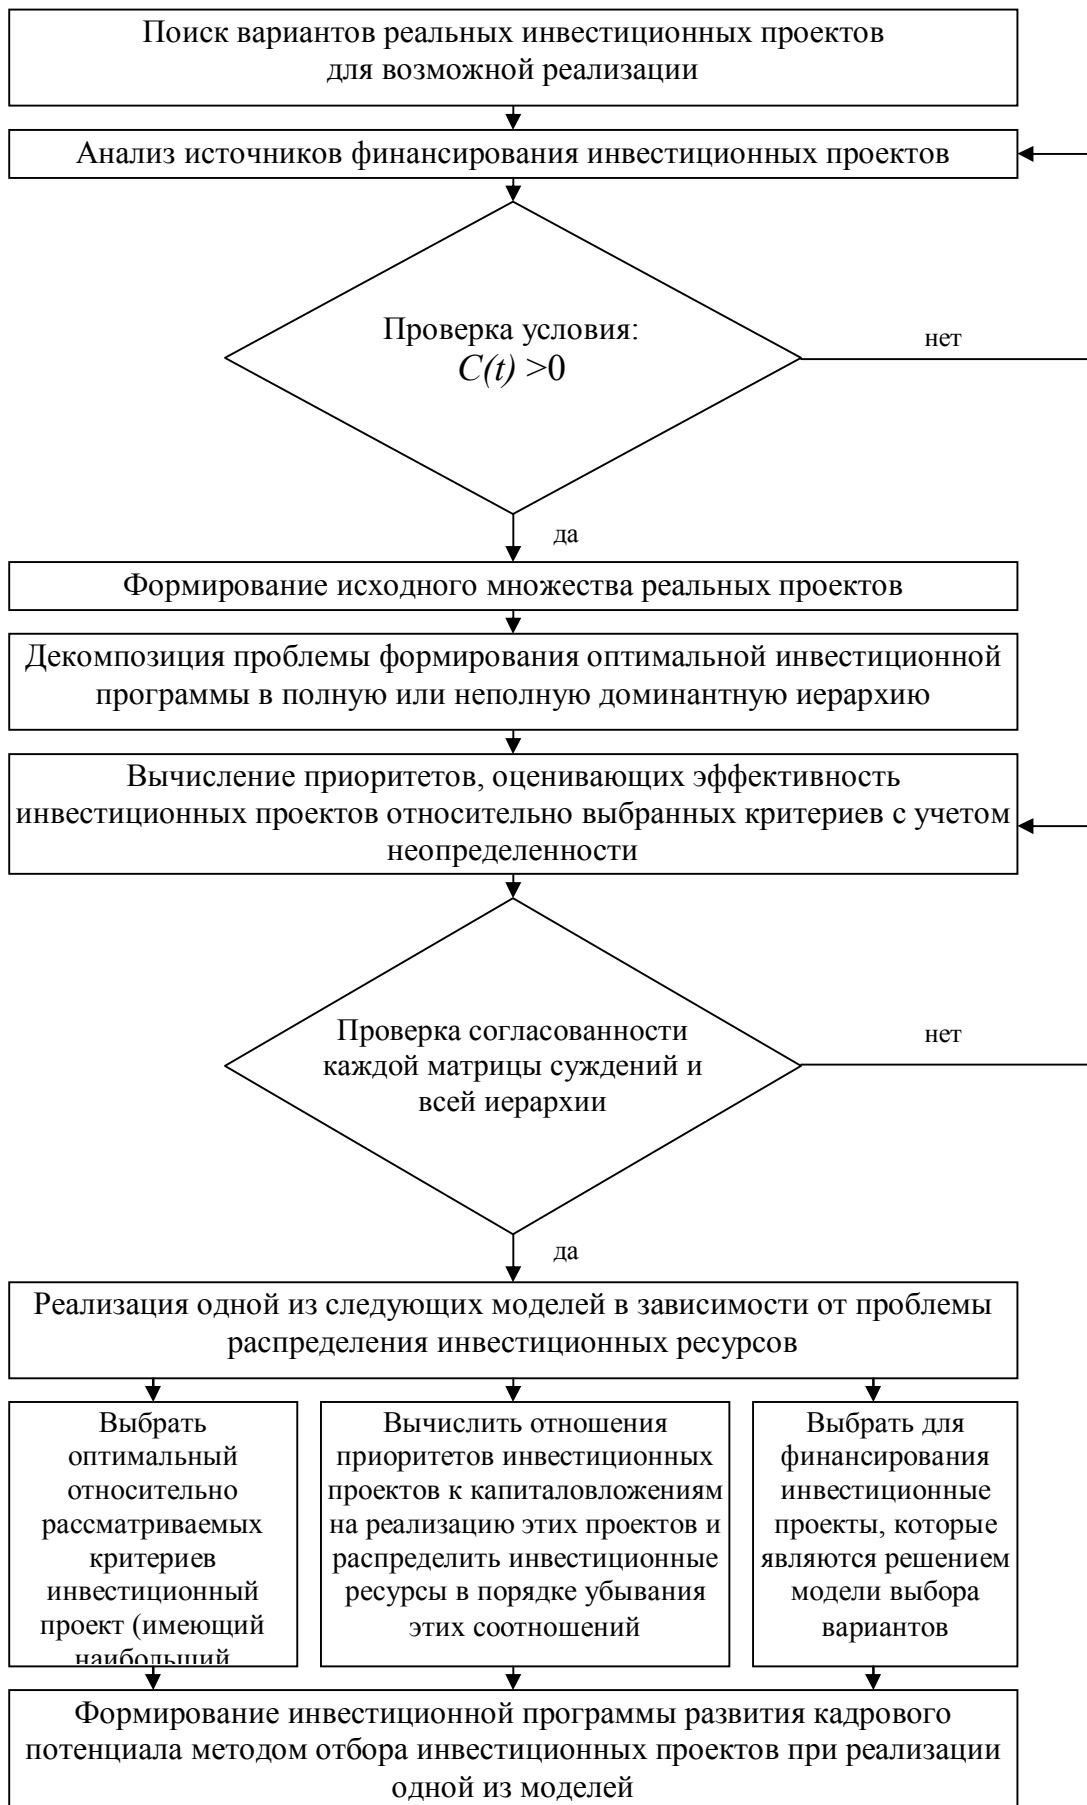 Поиск вариантов реальных инвестиционных проектов
для возможной реализации
Анализ источников финансирования инвестиционных проектов
Проверка условия:
C(t) >0
нет
да
Формирование исходного множества реальных проектов
Декомпозиция проблемы формирования оптимальной инвестиционной
программы в полную или неполную доминантную иерархию
Вычисление приоритетов, оценивающих эффективность
инвестиционных проектов относительно выбранных критериев с учетом
неопределенности
Проверка согласованности
каждой матрицы суждений и
всей иерархии
нет
да
Реализация одной из следующих моделей в зависимости от проблемы
распределения инвестиционных ресурсов
Выбрать
оптимальный
относительно
рассматриваемых
критериев
инвестиционный
проект (имеющий
наибольший
Вычислить отношения
приоритетов инвестиционных
проектов к капиталовложениям
на реализацию этих проектов и
распределить инвестиционные
ресурсы в порядке убывания
этих соотношений
Выбрать для
финансирования
инвестиционные
проекты, которые
являются решением
модели выбора
вариантов
Формирование инвестиционной программы развития кадрового
потенциала методом отбора инвестиционных проектов при реализации
одной из моделей